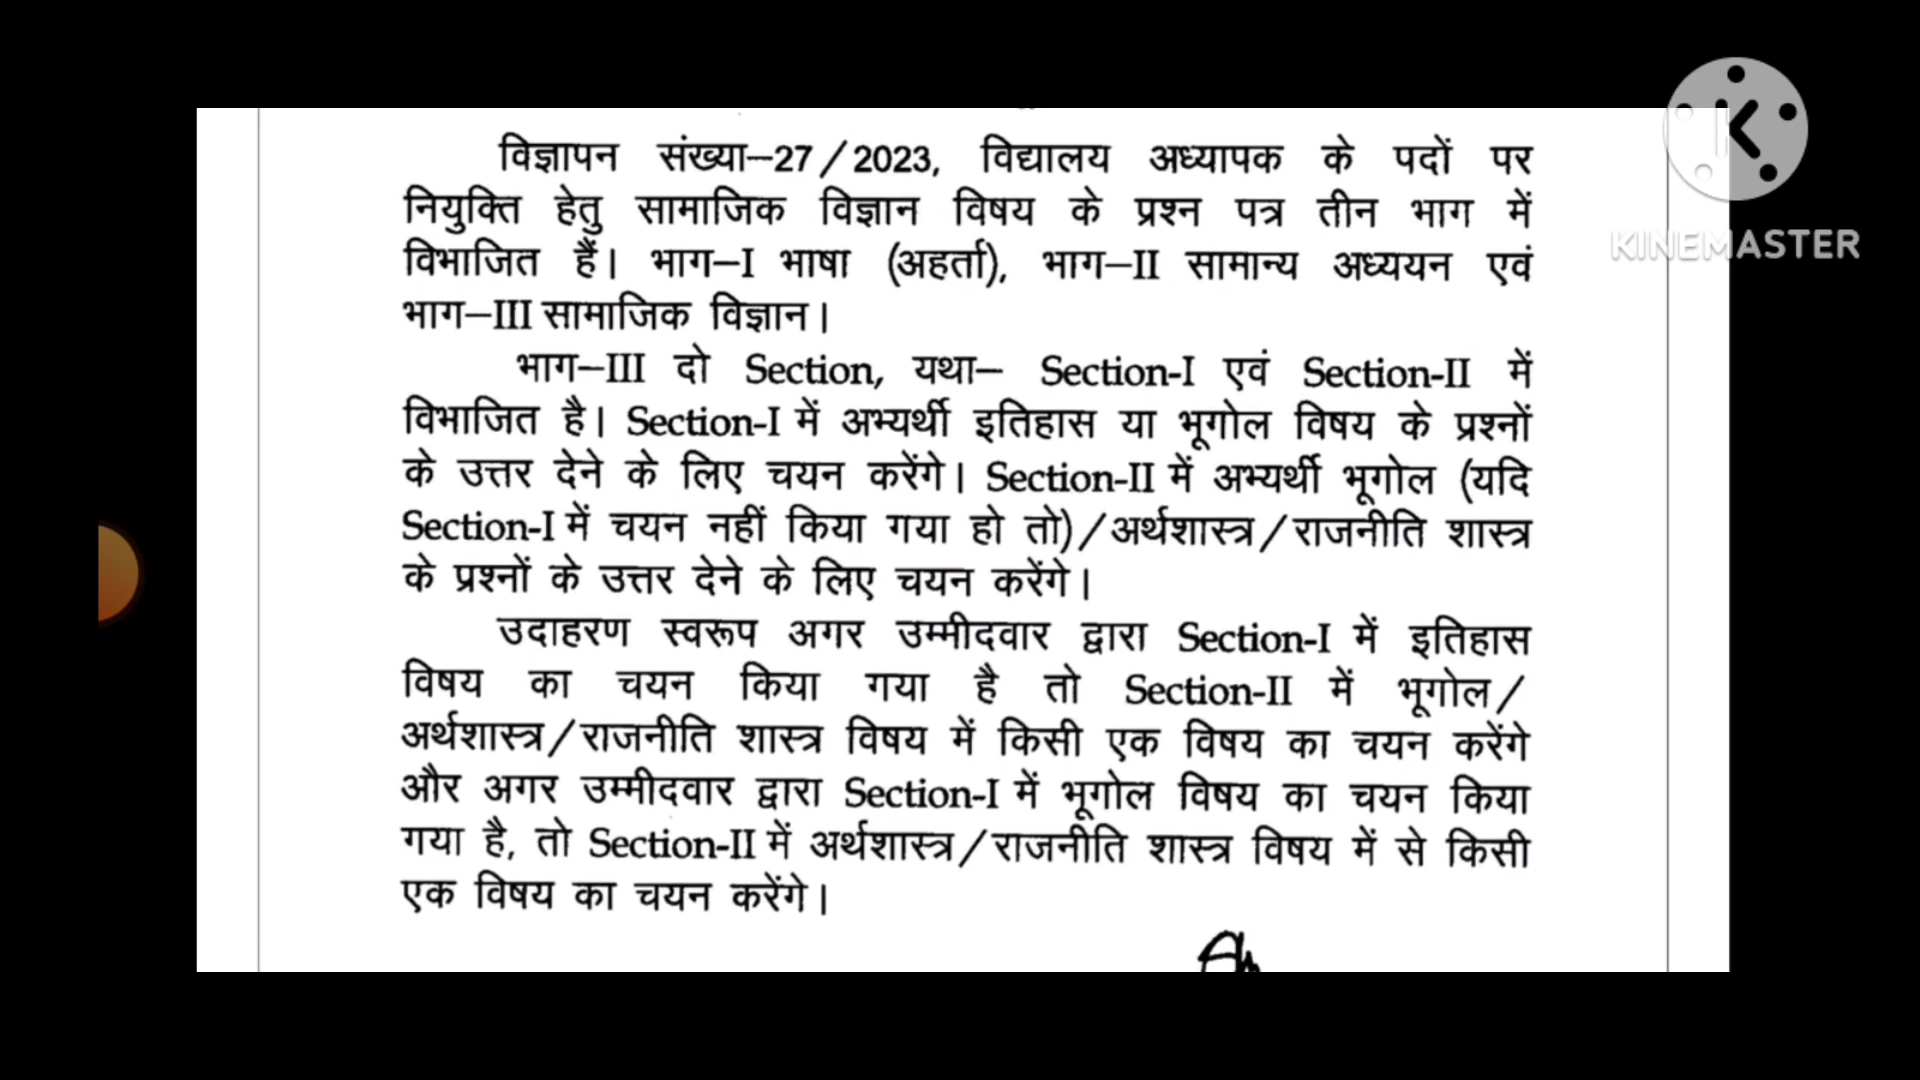 विज्ञापन संख्या–27/2023, विद्यालय अध्यापक के पदों पर
नियुक्ति हेतु सामाजिक विज्ञान विषय के प्रश्न पत्र तीन भाग में
विभाजित हैं। भाग–I भाषा (अहर्ता), भाग–II सामान्य अध्ययन एवं
भाग–III सामाजिक विज्ञान।
भाग–III दो Section, यथा– Section-I एवं Section-II में
विभाजित है। Section-I में अभ्यर्थी इतिहास या भूगोल विषय के प्रश्नों
के उत्तर देने के लिए चयन करेंगे। Section-II में अभ्यर्थी भूगोल (यदि
Section-I में चयन नहीं किया गया हो तो)/अर्थशास्त्र/राजनीति शास्त्र
के प्रश्नों के उत्तर देने के लिए चयन करेंगे।
उदाहरण स्वरूप अगर उम्मीदवार द्वारा Section-I में इतिहास
विषय का चयन किया गया है तो Section-II में भूगोल/
अर्थशास्त्र/राजनीति शास्त्र विषय में किसी एक विषय का चयन करेंगे
और अगर उम्मीदवार द्वारा Section-I में भूगोल विषय का चयन किया
गया है, तो Section-II में अर्थशास्त्र/राजनीति शास्त्र विषय में से किसी
एक विषय का चयन करेंगे।
K
KINEMASTER